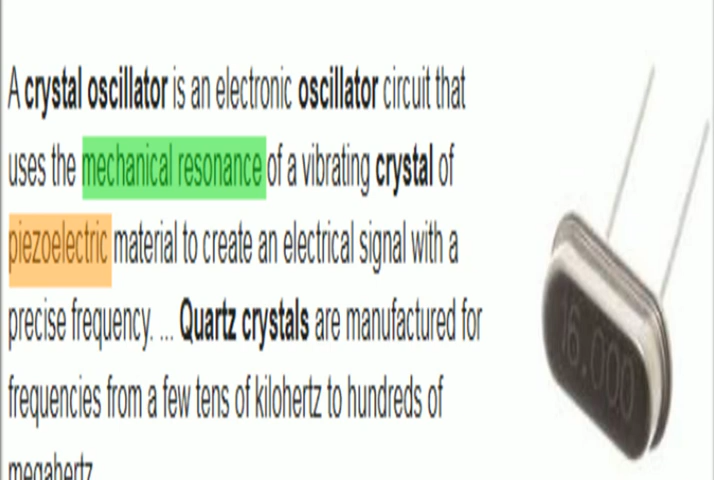 A crystal oscillator is an electronic oscillator circuit that
uses the mechanical resonance of a vibrating crystal of
piezoelectric material to create an electrical signal with a
precise frequency. ... Quartz crystals are manufactured for
frequencies from a few tens of kilohertz to hundreds of
megahertz
16.000